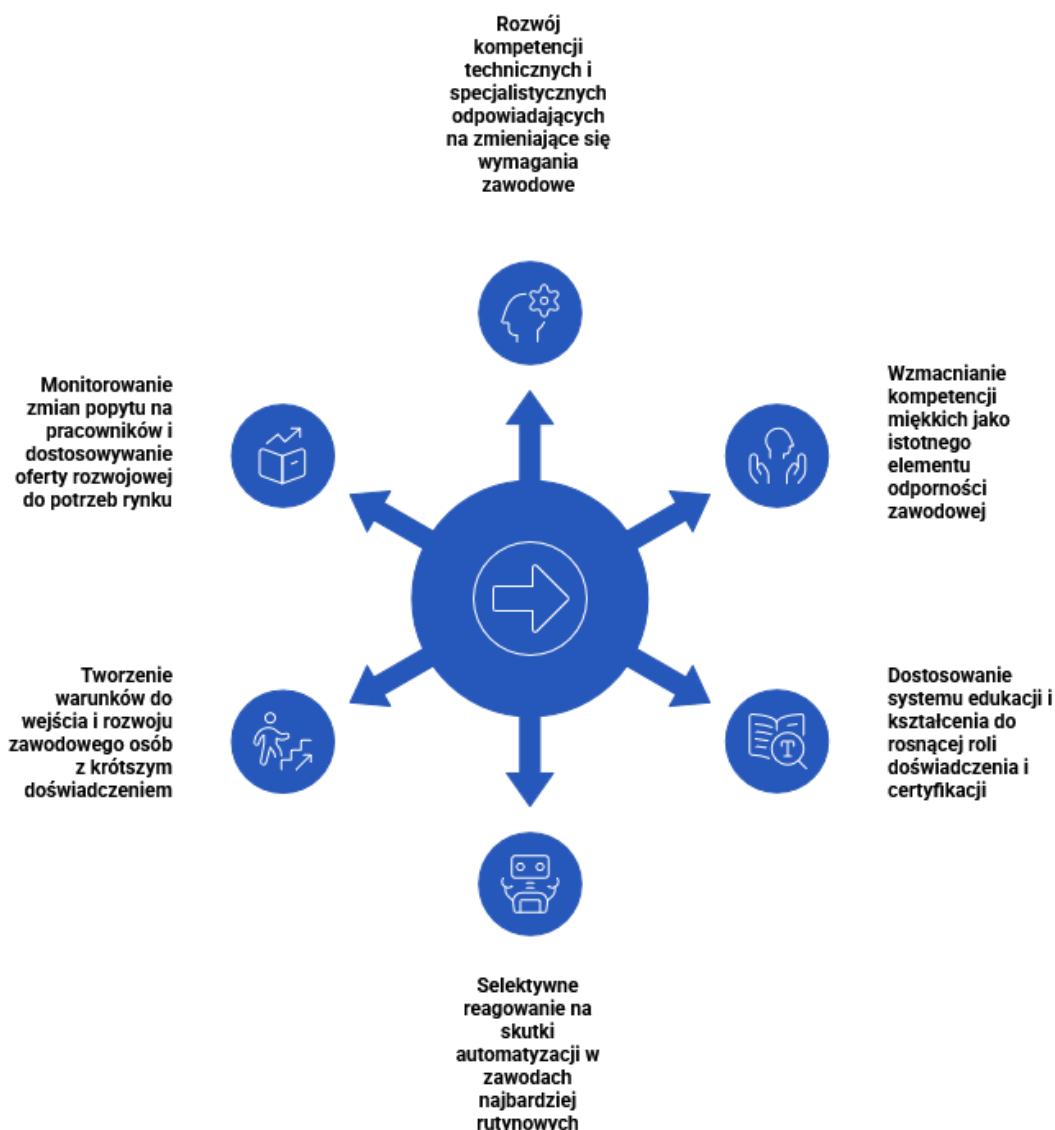 Rozwój
kompetencji
technicznych i
specjalistycznych
odpowiadających
na zmieniające się
wymagania
zawodowe
Wzmacnianie
kompetencji
miękkich jako
istotnego
elementu
odporności
zawodowej
Dostosowanie
systemu edukacji i
kształcenia do
rosnącej roli
doświadczenia i
certyfikacji
Selektywne
reagowanie na
skutki
automatyzacji w
zawodach
najbardziej
rutynowych
Tworzenie
warunków do
wejścia i rozwoju
zawodowego osób
z krótszym
doświadczeniem
Monitorowanie
zmian popytu na
pracowników i
dostosowywanie
oferty rozwojowej
do potrzeb rynku
T